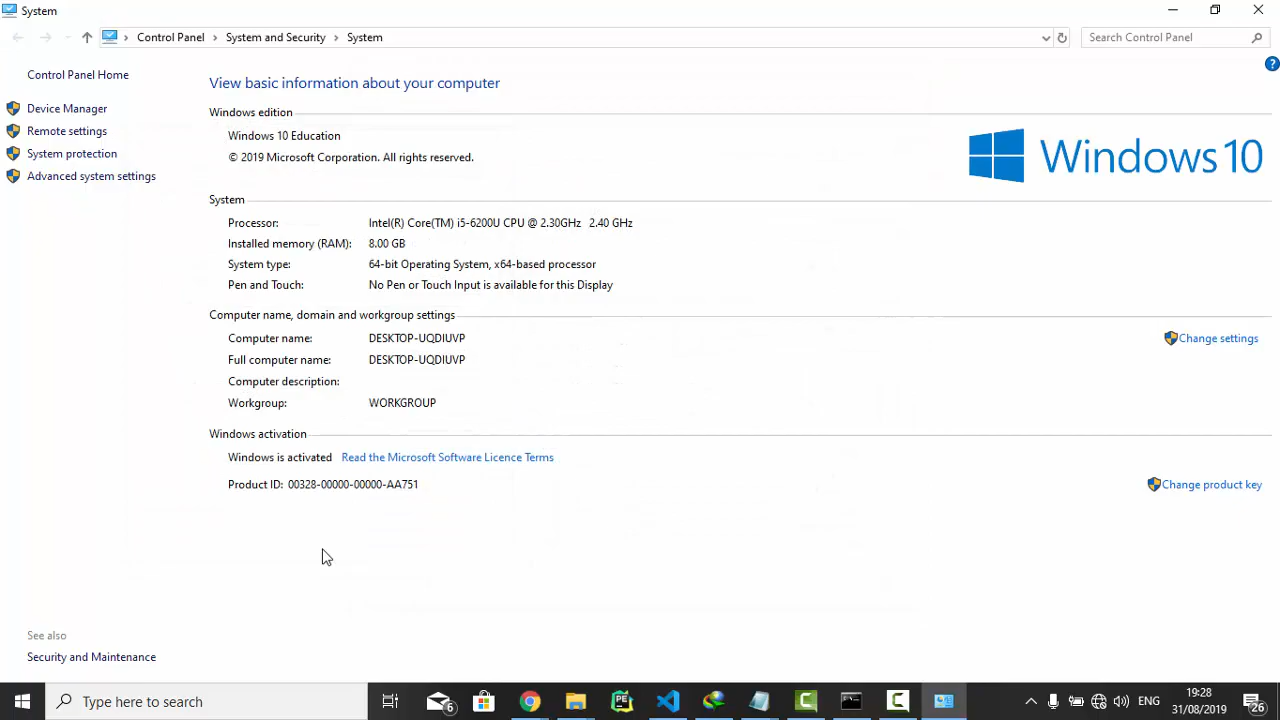 System
Control Panel › System and Security › System
Search Control Panel
?
Control Panel Home
Device Manager
Remote settings
System protection
Advanced system settings
View basic information about your computer
Windows edition
Windows 10 Education
© 2019 Microsoft Corporation. All rights reserved.
Windows 10
System
Processor: Intel(R) Core(TM) i5-6200U CPU @ 2.30GHz 2.40 GHz
Installed memory (RAM): 8.00 GB
System type: 64-bit Operating System, x64-based processor
Pen and Touch: No Pen or Touch Input is available for this Display
Computer name, domain and workgroup settings
Computer name: DESKTOP-UQDIUVP
Change settings
Full computer name: DESKTOP-UQDIUVP
Computer description:
Workgroup: WORKGROUP
Windows activation
Windows is activated Read the Microsoft Software Licence Terms
Product ID: 00328-00000-00000-AA751
Change product key
See also
Security and Maintenance
Type here to search
6
PE
C
C
ENG
19:28
31/08/2019
26